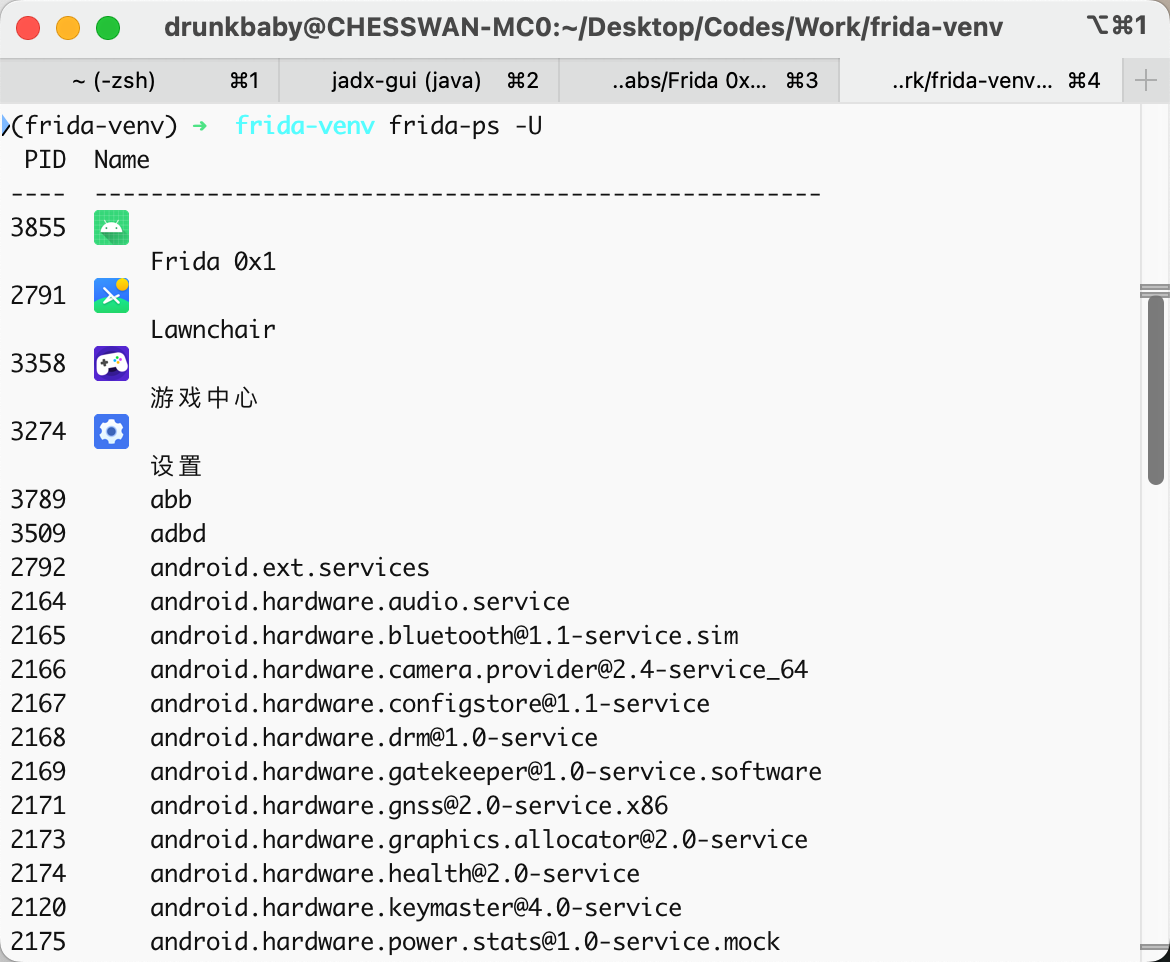 drunkbaby@CHESSWAN-MC0:~/Desktop/Codes/Work/frida-venv ⌥⌘1
~ (-zsh) ⌘1 jadx-gui (java) ⌘2 ..abs/Frida 0x... ⌘3 ..rk/frida-venv... ⌘4
(frida-venv) ➜ frida-venv frida-ps -U
PID Name
---- ----------------------------------------------------
3855
Frida 0x1
2791
Lawnchair
3358
游戏中心
3274
设置
3789 abb
3509 adbd
2792 android.ext.services
2164 android.hardware.audio.service
2165 android.hardware.bluetooth@1.1-service.sim
2166 android.hardware.camera.provider@2.4-service_64
2167 android.hardware.configstore@1.1-service
2168 android.hardware.drm@1.0-service
2169 android.hardware.gatekeeper@1.0-service.software
2171 android.hardware.gnss@2.0-service.x86
2173 android.hardware.graphics.allocator@2.0-service
2174 android.hardware.health@2.0-service
2120 android.hardware.keymaster@4.0-service
2175 android.hardware.power.stats@1.0-service.mock